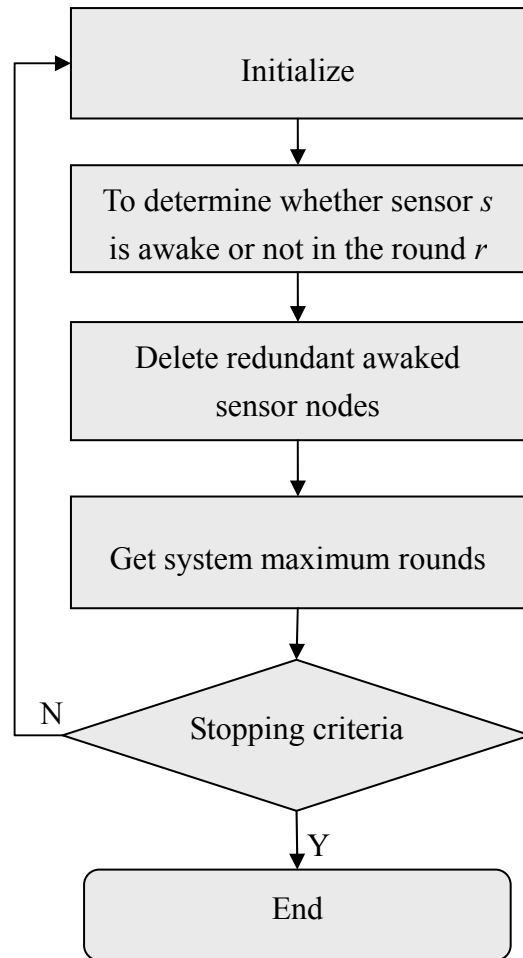 Initialize
To determine whether sensor s
is awake or not in the round r
Delete redundant awaked
sensor nodes
Get system maximum rounds
N
Stopping criteria
Y
End